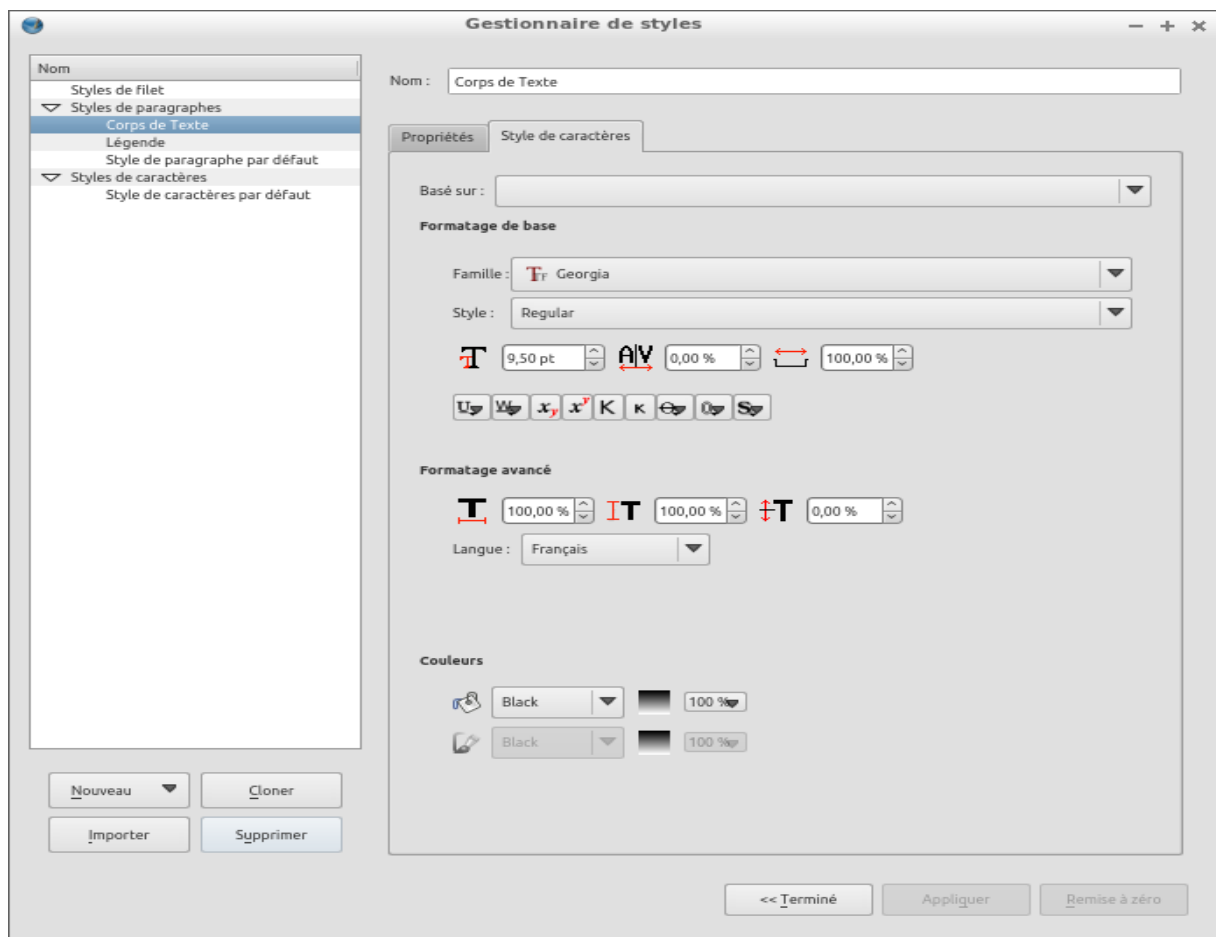 Gestionnaire de styles
Nom
Styles de filet
Styles de paragraphes
Corps de Texte
Légende
Style de paragraphe par défaut
Styles de caractères
Style de caractères par défaut
Nouveau
Cloner
Importer
Supprimer
Nom : Corps de Texte
Propriétés Style de caractères
Basé sur :
Formatage de base
Famille : Georgia
Style : Regular
9,50 pt 0,00 % 100,00 %
Formatage avancé
100,00 % 100,00 % 0,00 %
Langue : Français
Couleurs
Black 100 %
Black 100 %
<< Terminé Appliquer Remise à zéro